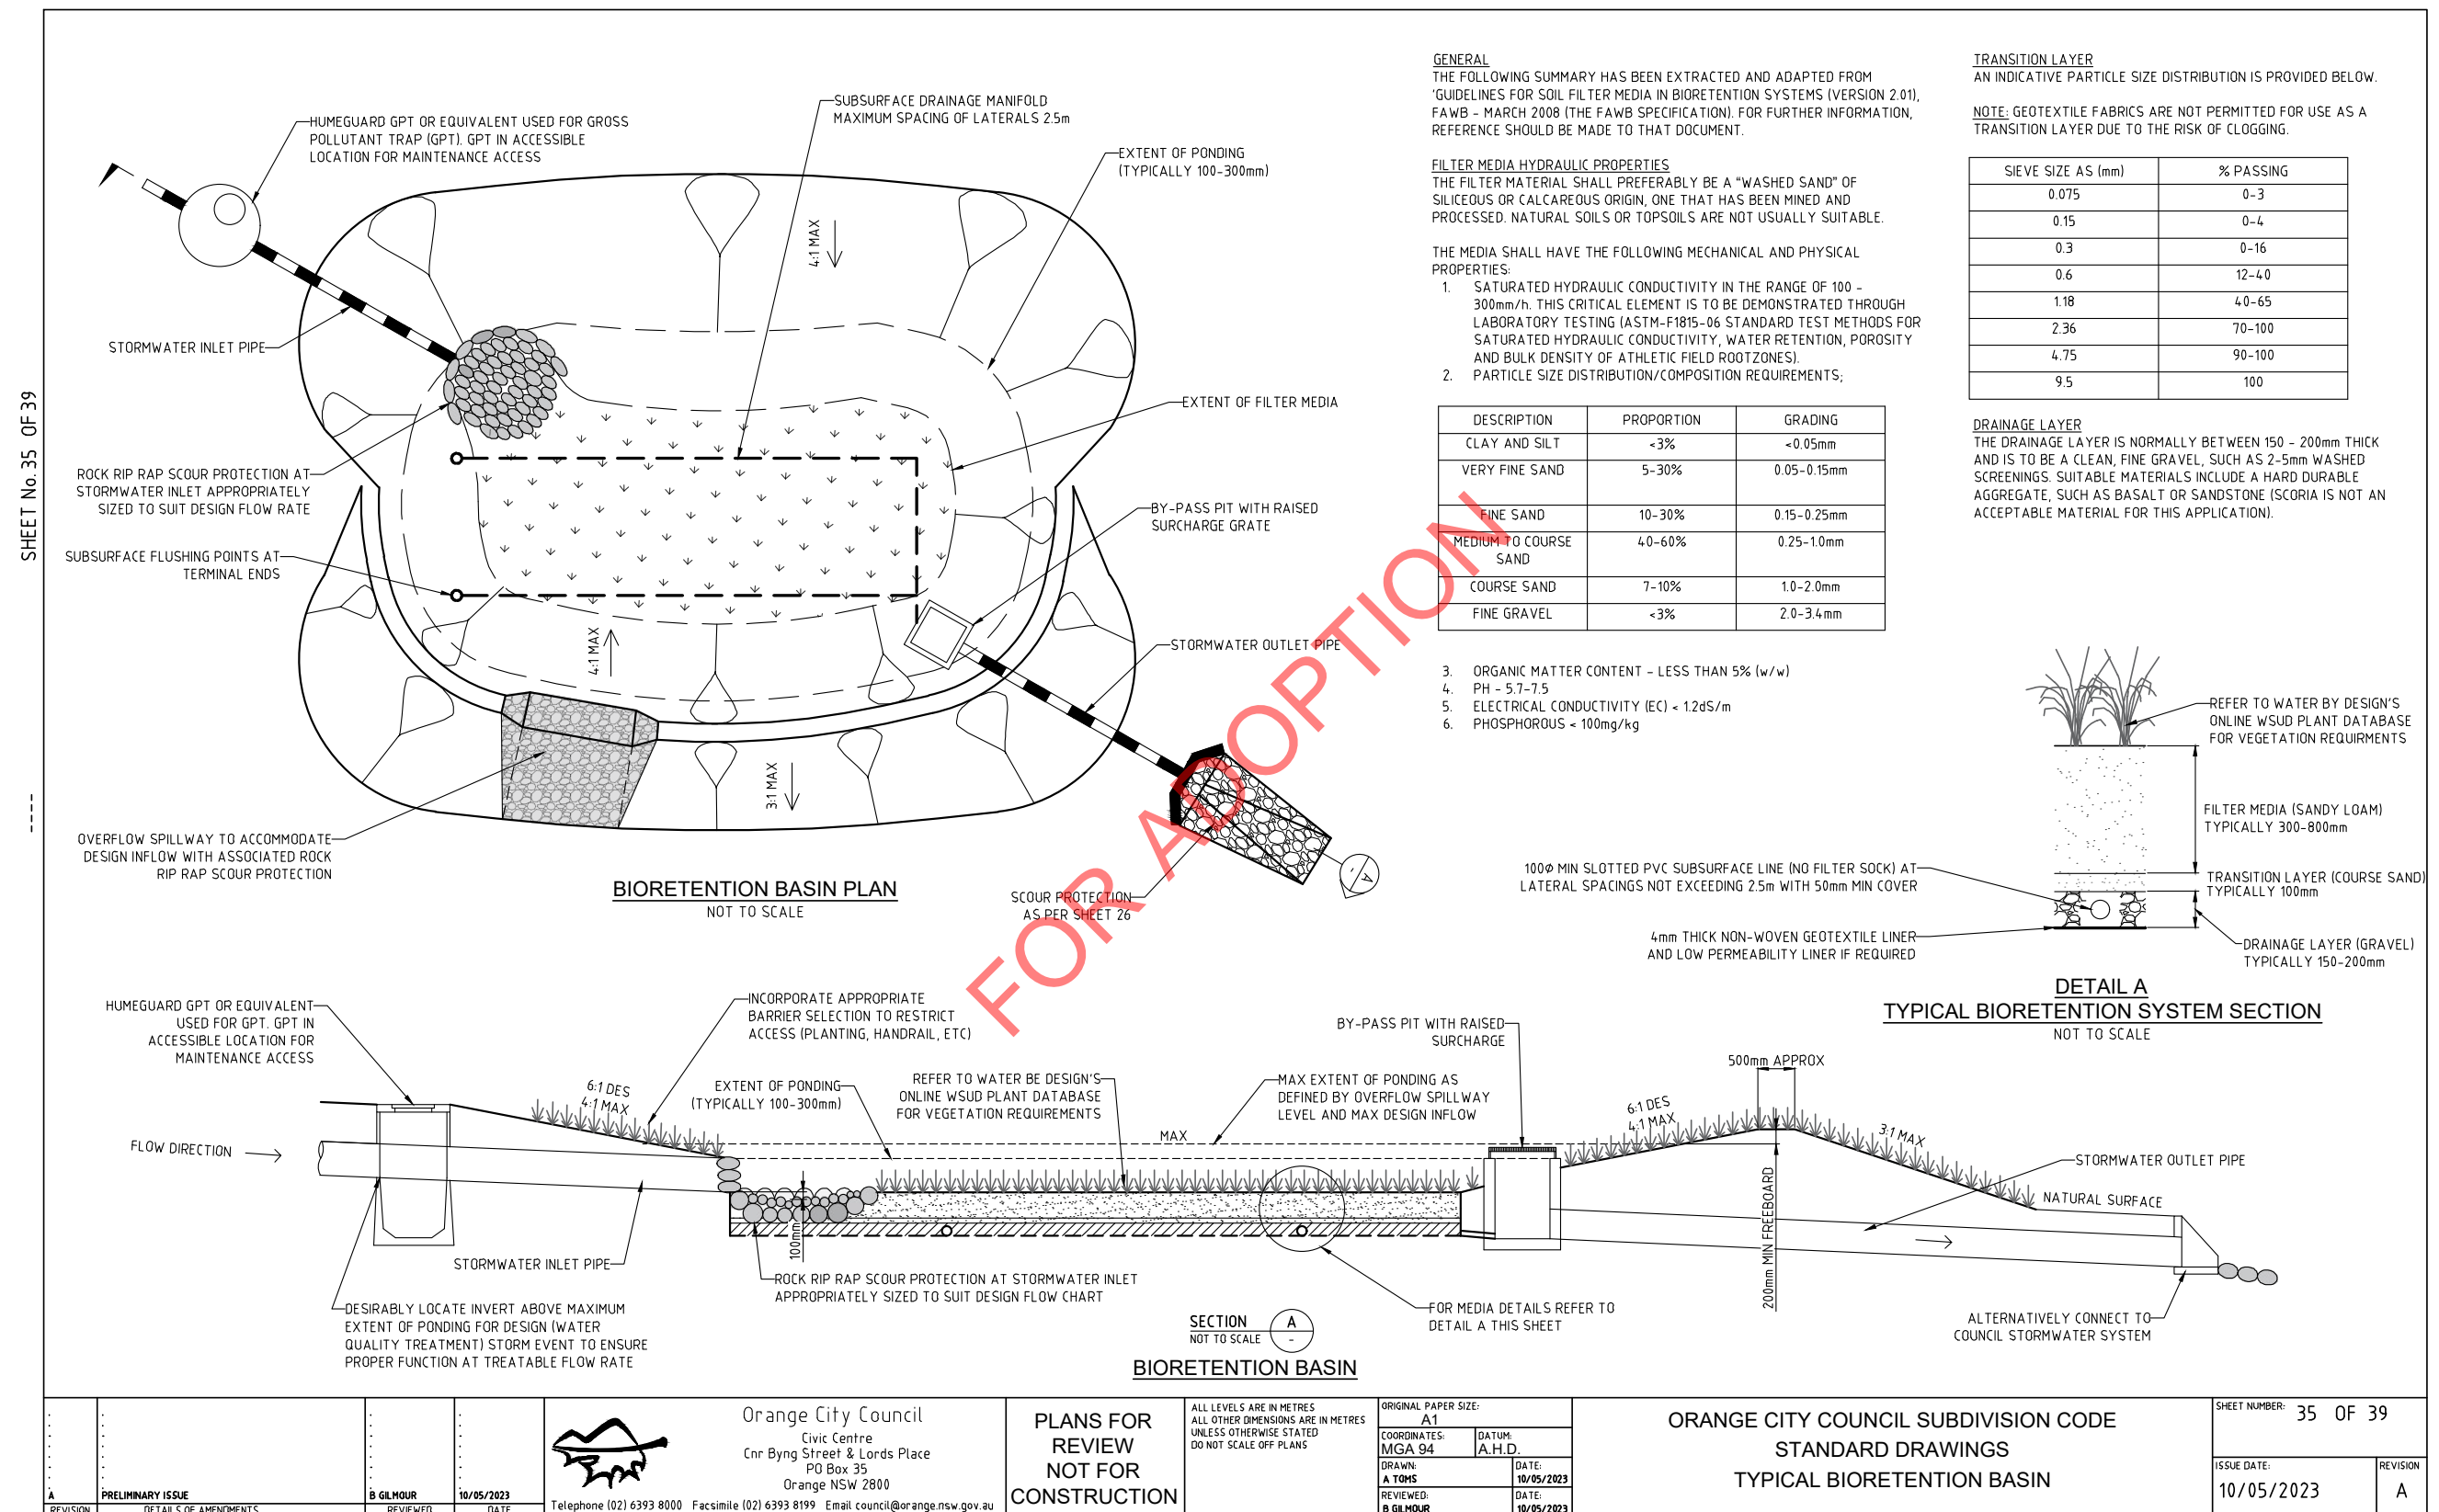 SHEET No. 35 OF 39
HUMEGUARD GPT OR EQUIVALENT USED FOR GROSS
POLLUTANT TRAP (GPT). GPT IN ACCESSIBLE
LOCATION FOR MAINTENANCE ACCESS
SUBSURFACE DRAINAGE MANIFOLD
MAXIMUM SPACING OF LATERALS 2.5m
EXTENT OF PONDING
(TYPICALLY 100-300mm)
4:1 MAX
STORMWATER INLET PIPE
EXTENT OF FILTER MEDIA
ROCK RIP RAP SCOUR PROTECTION AT
STORMWATER INLET APPROPRIATELY
SIZED TO SUIT DESIGN FLOW RATE
BY-PASS PIT WITH RAISED
SURCHARGE GRATE
SUBSURFACE FLUSHING POINTS AT
TERMINAL ENDS
4:1 MAX
STORMWATER OUTLET PIPE
3:1 MAX
OVERFLOW SPILLWAY TO ACCOMMODATE
DESIGN INFLOW WITH ASSOCIATED ROCK
RIP RAP SCOUR PROTECTION
SCOUR PROTECTION
AS PER SHEET 26
A
-
BIORETENTION BASIN PLAN
NOT TO SCALE
FOR ADOPTION
GENERAL
THE FOLLOWING SUMMARY HAS BEEN EXTRACTED AND ADAPTED FROM
'GUIDELINES FOR SOIL FILTER MEDIA IN BIORETENTION SYSTEMS (VERSION 2.01),
FAWB - MARCH 2008 (THE FAWB SPECIFICATION). FOR FURTHER INFORMATION,
REFERENCE SHOULD BE MADE TO THAT DOCUMENT.
FILTER MEDIA HYDRAULIC PROPERTIES
THE FILTER MATERIAL SHALL PREFERABLY BE A "WASHED SAND" OF
SILICEOUS OR CALCAREOUS ORIGIN, ONE THAT HAS BEEN MINED AND
PROCESSED. NATURAL SOILS OR TOPSOILS ARE NOT USUALLY SUITABLE.
THE MEDIA SHALL HAVE THE FOLLOWING MECHANICAL AND PHYSICAL
PROPERTIES:
1. SATURATED HYDRAULIC CONDUCTIVITY IN THE RANGE OF 100 -
300mm/h. THIS CRITICAL ELEMENT IS TO BE DEMONSTRATED THROUGH
LABORATORY TESTING (ASTM-F1815-06 STANDARD TEST METHODS FOR
SATURATED HYDRAULIC CONDUCTIVITY, WATER RETENTION, POROSITY
AND BULK DENSITY OF ATHLETIC FIELD ROOTZONES).
2. PARTICLE SIZE DISTRIBUTION/COMPOSITION REQUIREMENTS;
DESCRIPTION PROPORTION GRADING
CLAY AND SILT <3% <0.05mm
VERY FINE SAND 5-30% 0.05-0.15mm
FINE SAND 10-30% 0.15-0.25mm
MEDIUM TO COURSE 40-60% 0.25-1.0mm
SAND
COURSE SAND 7-10% 1.0-2.0mm
FINE GRAVEL <3% 2.0-3.4mm
3. ORGANIC MATTER CONTENT - LESS THAN 5% (w/w)
4. PH - 5.7-7.5
5. ELECTRICAL CONDUCTIVITY (EC) < 1.2dS/m
6. PHOSPHOROUS < 100mg/kg
TRANSITION LAYER
AN INDICATIVE PARTICLE SIZE DISTRIBUTION IS PROVIDED BELOW.
NOTE: GEOTEXTILE FABRICS ARE NOT PERMITTED FOR USE AS A
TRANSITION LAYER DUE TO THE RISK OF CLOGGING.
SIEVE SIZE AS (mm) % PASSING
0.075 0-3
0.15 0-4
0.3 0-16
0.6 12-40
1.18 40-65
2.36 70-100
4.75 90-100
9.5 100
DRAINAGE LAYER
THE DRAINAGE LAYER IS NORMALLY BETWEEN 150 - 200mm THICK
AND IS TO BE A CLEAN, FINE GRAVEL, SUCH AS 2-5mm WASHED
SCREENINGS. SUITABLE MATERIALS INCLUDE A HARD DURABLE
AGGREGATE, SUCH AS BASALT OR SANDSTONE (SCORIA IS NOT AN
ACCEPTABLE MATERIAL FOR THIS APPLICATION).
REFER TO WATER BY DESIGN'S
ONLINE WSUD PLANT DATABASE
FOR VEGETATION REQUIRMENTS
FILTER MEDIA (SANDY LOAM)
TYPICALLY 300-800mm
100Ø MIN SLOTTED PVC SUBSURFACE LINE (NO FILTER SOCK) AT
LATERAL SPACINGS NOT EXCEEDING 2.5m WITH 50mm MIN COVER
TRANSITION LAYER (COURSE SAND)
TYPICALLY 100mm
4mm THICK NON-WOVEN GEOTEXTILE LINER
AND LOW PERMEABILITY LINER IF REQUIRED
DRAINAGE LAYER (GRAVEL)
TYPICALLY 150-200mm
DETAIL A
TYPICAL BIORETENTION SYSTEM SECTION
NOT TO SCALE
HUMEGUARD GPT OR EQUIVALENT
USED FOR GPT. GPT IN
ACCESSIBLE LOCATION FOR
MAINTENANCE ACCESS
INCORPORATE APPROPRIATE
BARRIER SELECTION TO RESTRICT
ACCESS (PLANTING, HANDRAIL, ETC)
6:1 DES
4:1 MAX
EXTENT OF PONDING
(TYPICALLY 100-300mm)
REFER TO WATER BE DESIGN'S
ONLINE WSUD PLANT DATABASE
FOR VEGETATION REQUIREMENTS
MAX EXTENT OF PONDING AS
DEFINED BY OVERFLOW SPILLWAY
LEVEL AND MAX DESIGN INFLOW
BY-PASS PIT WITH RAISED
SURCHARGE
500mm APPROX
6:1 DES
4:1 MAX
3:1 MAX
MAX
FLOW DIRECTION
STORMWATER OUTLET PIPE
NATURAL SURFACE
100mm
200mm MIN FREEBOARD
STORMWATER INLET PIPE
ROCK RIP RAP SCOUR PROTECTION AT STORMWATER INLET
APPROPRIATELY SIZED TO SUIT DESIGN FLOW CHART
DESIRABLY LOCATE INVERT ABOVE MAXIMUM
EXTENT OF PONDING FOR DESIGN (WATER
QUALITY TREATMENT) STORM EVENT TO ENSURE
PROPER FUNCTION AT TREATABLE FLOW RATE
FOR MEDIA DETAILS REFER TO
DETAIL A THIS SHEET
ALTERNATIVELY CONNECT TO
COUNCIL STORMWATER SYSTEM
SECTION A
NOT TO SCALE -
BIORETENTION BASIN
A PRELIMINARY ISSUE B GILMOUR 10/05/2023
REVISION DETAILS OF AMENDMENTS REVIEWED DATE
Orange City Council
Civic Centre
Cnr Byng Street & Lords Place
PO Box 35
Orange NSW 2800
Telephone (02) 6393 8000 Facsimile (02) 6393 8199 Email council@orange.nsw.gov.au
PLANS FOR
REVIEW
NOT FOR
CONSTRUCTION
ALL LEVELS ARE IN METRES
ALL OTHER DIMENSIONS ARE IN METRES
UNLESS OTHERWISE STATED
DO NOT SCALE OFF PLANS
ORIGINAL PAPER SIZE:
A1
COORDINATES: DATUM:
MGA 94 A.H.D.
DRAWN: DATE:
A TOMS 10/05/2023
REVIEWED: DATE:
B GILMOUR 10/05/2023
ORANGE CITY COUNCIL SUBDIVISION CODE
STANDARD DRAWINGS
TYPICAL BIORETENTION BASIN
SHEET NUMBER: 35 OF 39
ISSUE DATE: REVISION
10/05/2023 A